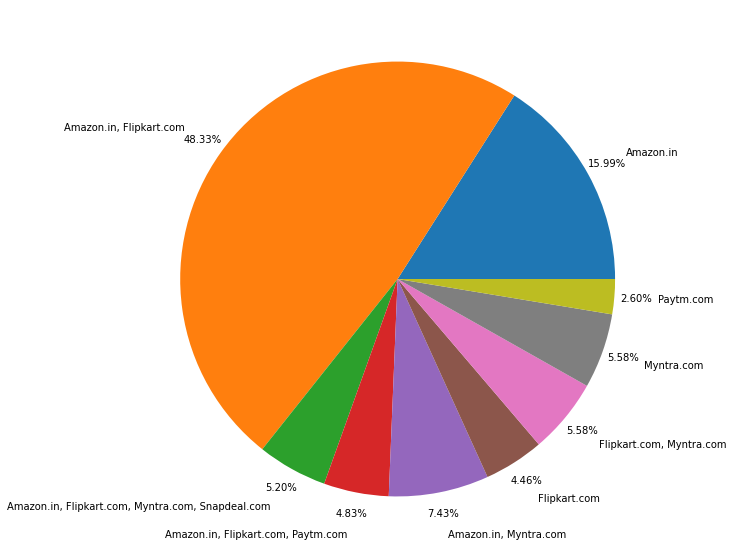 Amazon.in, Flipkart.com
48.33%
Amazon.in
15.99%
2.60%
Paytm.com
5.58%
Myntra.com
5.58%
Flipkart.com, Myntra.com
4.46%
Flipkart.com
7.43%
Amazon.in, Myntra.com
4.83%
Amazon.in, Flipkart.com, Paytm.com
5.20%
Amazon.in, Flipkart.com, Myntra.com, Snapdeal.com